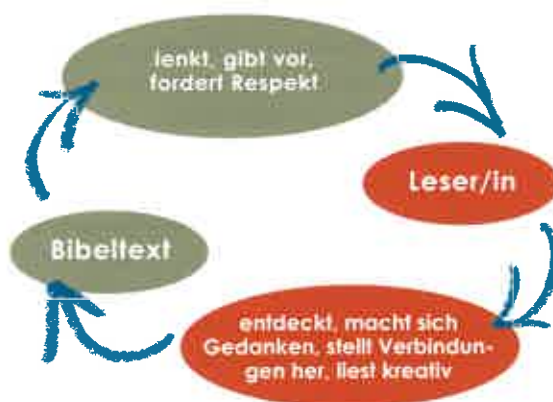 lenkt, gibt vor,
fordert Respekt
Leser/in
Bibeltext
entdeckt, macht sich
Gedanken, stellt Verbindun-
gen her, liest kreativ